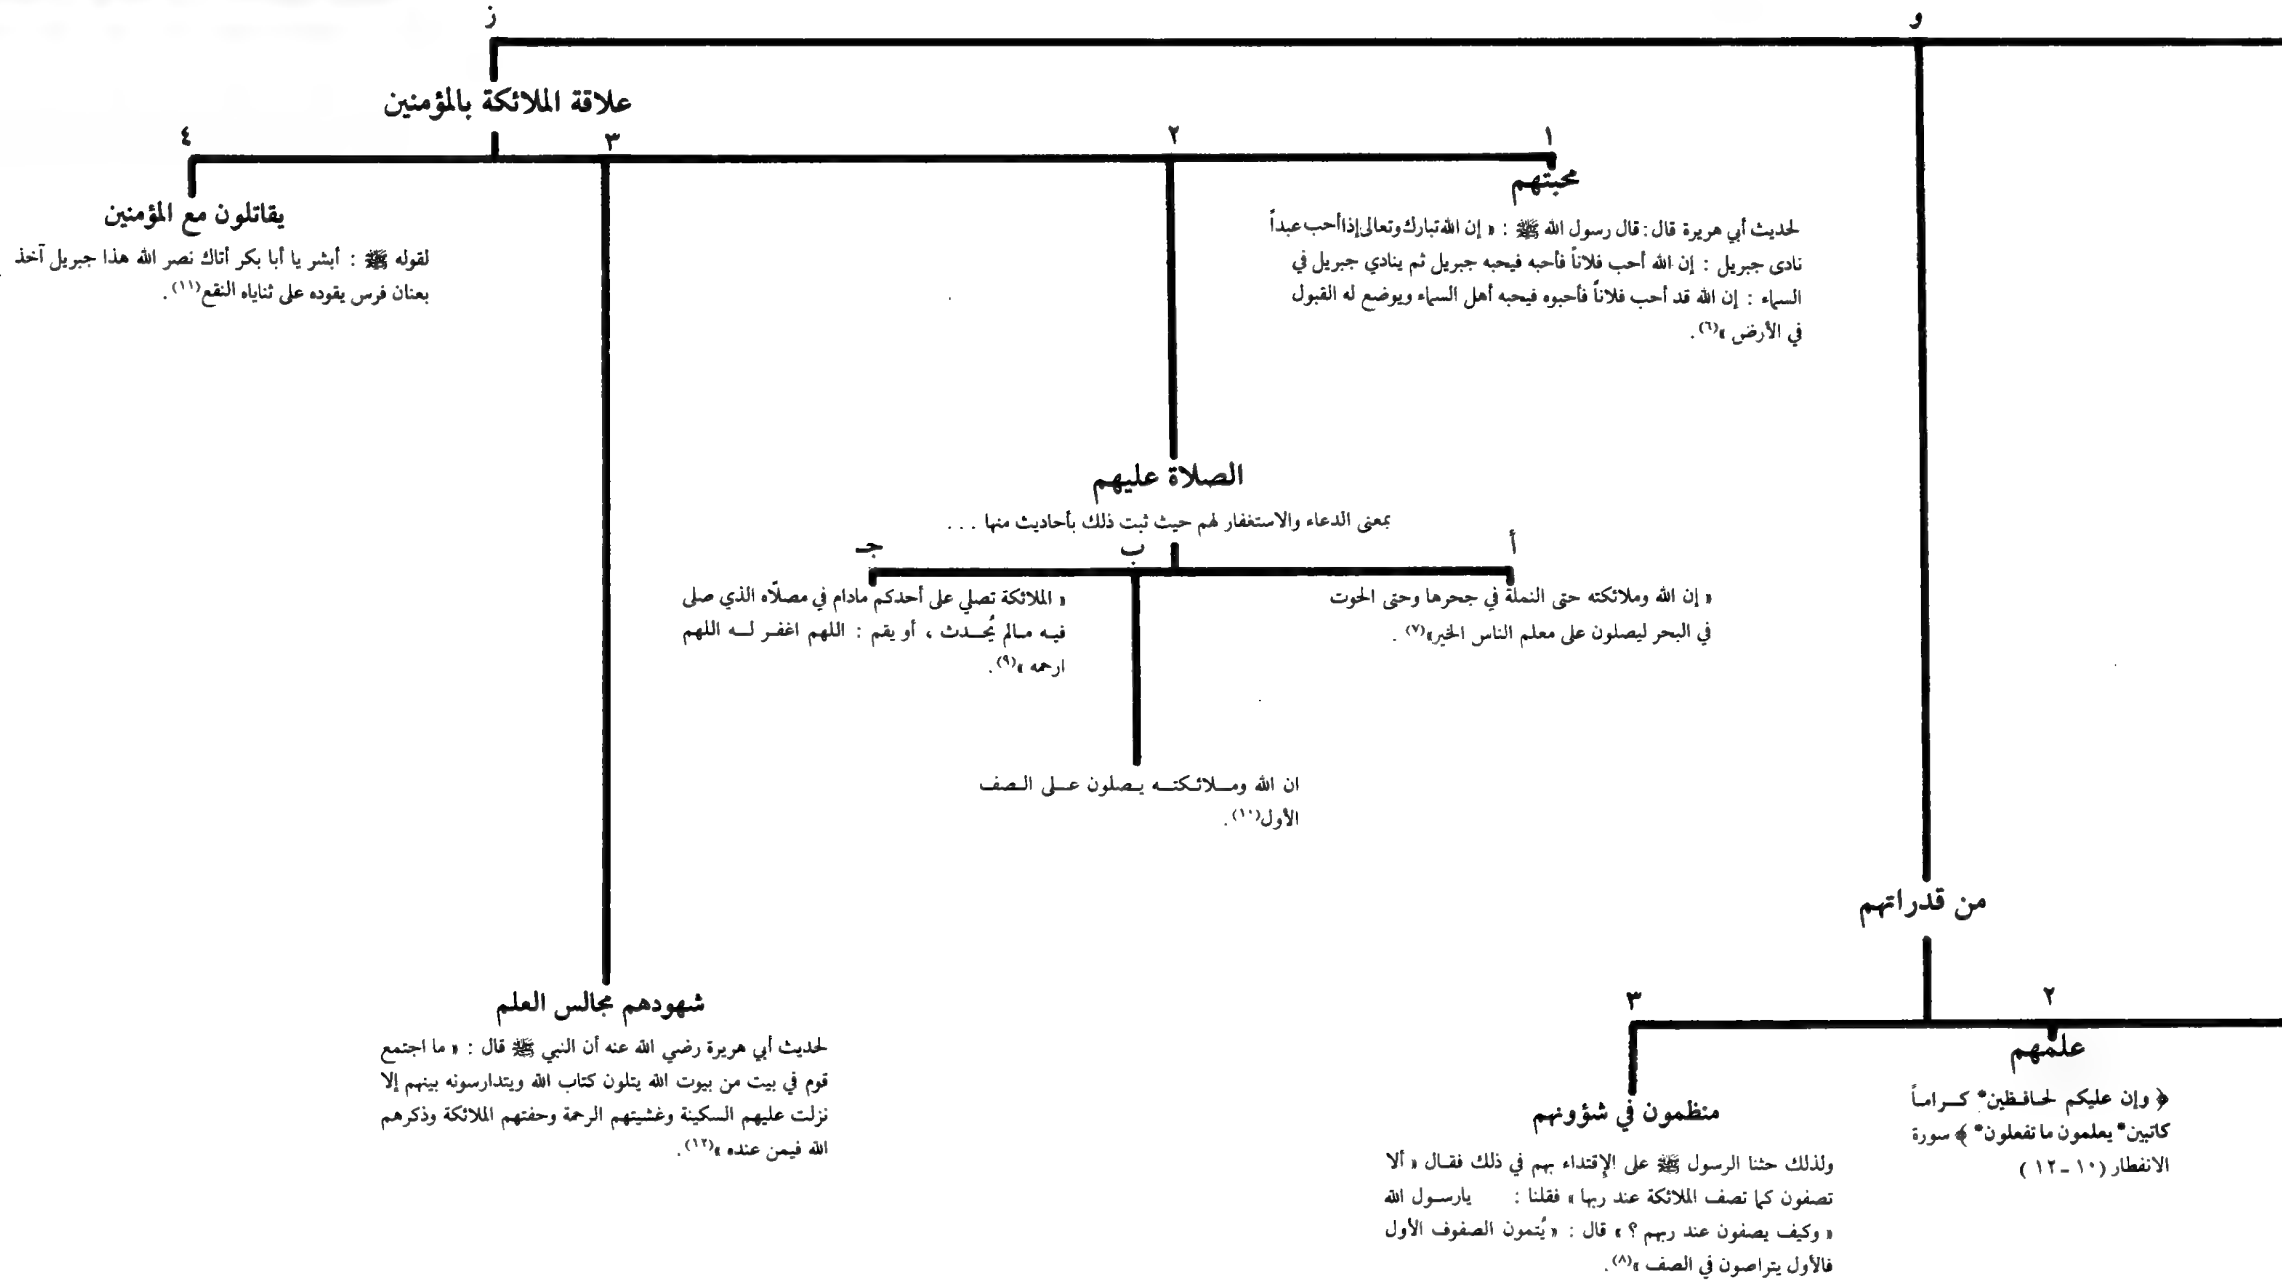 و
من قدراتهم
٢
علمهم
﴿ وإن عليكم لحافظين* كراماً
كاتبين* يعلمون ما تفعلون* ﴾ سورة
الانفطار (١٠ - ١٢ )
٣
منظمون في شؤونهم
ولذلك حثنا الرسول ﷺ على الإقتداء بهم في ذلك فقال « ألا
تصفون كما تصف الملائكة عند ربها » فقلنا : يارسول الله
« وكيف يصفون عند ربهم ؟ » قال : « يُتمون الصفوف الأول
فالأول يتراصون في الصف »(٨) .
ز
علاقة الملائكة بالمؤمنين
١
محبتهم
لحديث أبي هريرة قال : قال رسول الله ﷺ : « إن الله تبارك وتعالى إذا أحب عبداً
نادى جبريل : إن الله أحب فلاناً فأحبه فيحبه جبريل ثم ينادي جبريل في
السماء : إن الله قد أحب فلاناً فأحبوه فيحبه أهل السماء ويوضع له القبول
في الأرض »(٦) .
٢
الصلاة عليهم
بمعنى الدعاء والاستغفار لهم حيث ثبت ذلك بأحاديث منها . . .
أ
« إن الله وملائكته حتى النملة في جحرها وحتى الحوت
في البحر ليصلون على معلم الناس الخير»(٧) .
ب
ان الله وملائكته يصلون على الصف
الأول(١٠) .
جـ
« الملائكة تصلي على أحدكم مادام في مصلّاه الذي صلى
فيه مالم يُحدث ، أو يقم : اللهم اغفر له اللهم
ارحمه »(٩) .
٣
شهودهم مجالس العلم
لحديث أبي هريرة رضي الله عنه أن النبي ﷺ قال : « ما اجتمع
قوم في بيت من بيوت الله يتلون كتاب الله ويتدارسونه بينهم إلا
نزلت عليهم السكينة وغشيتهم الرحمة وحفتهم الملائكة وذكرهم
الله فيمن عنده »(١٢) .
٤
يقاتلون مع المؤمنين
لقوله ﷺ : أبشر يا أبا بكر أتاك نصر الله هذا جبريل آخذ
بعنان فرس يقوده على ثناياه النقع(١١) .